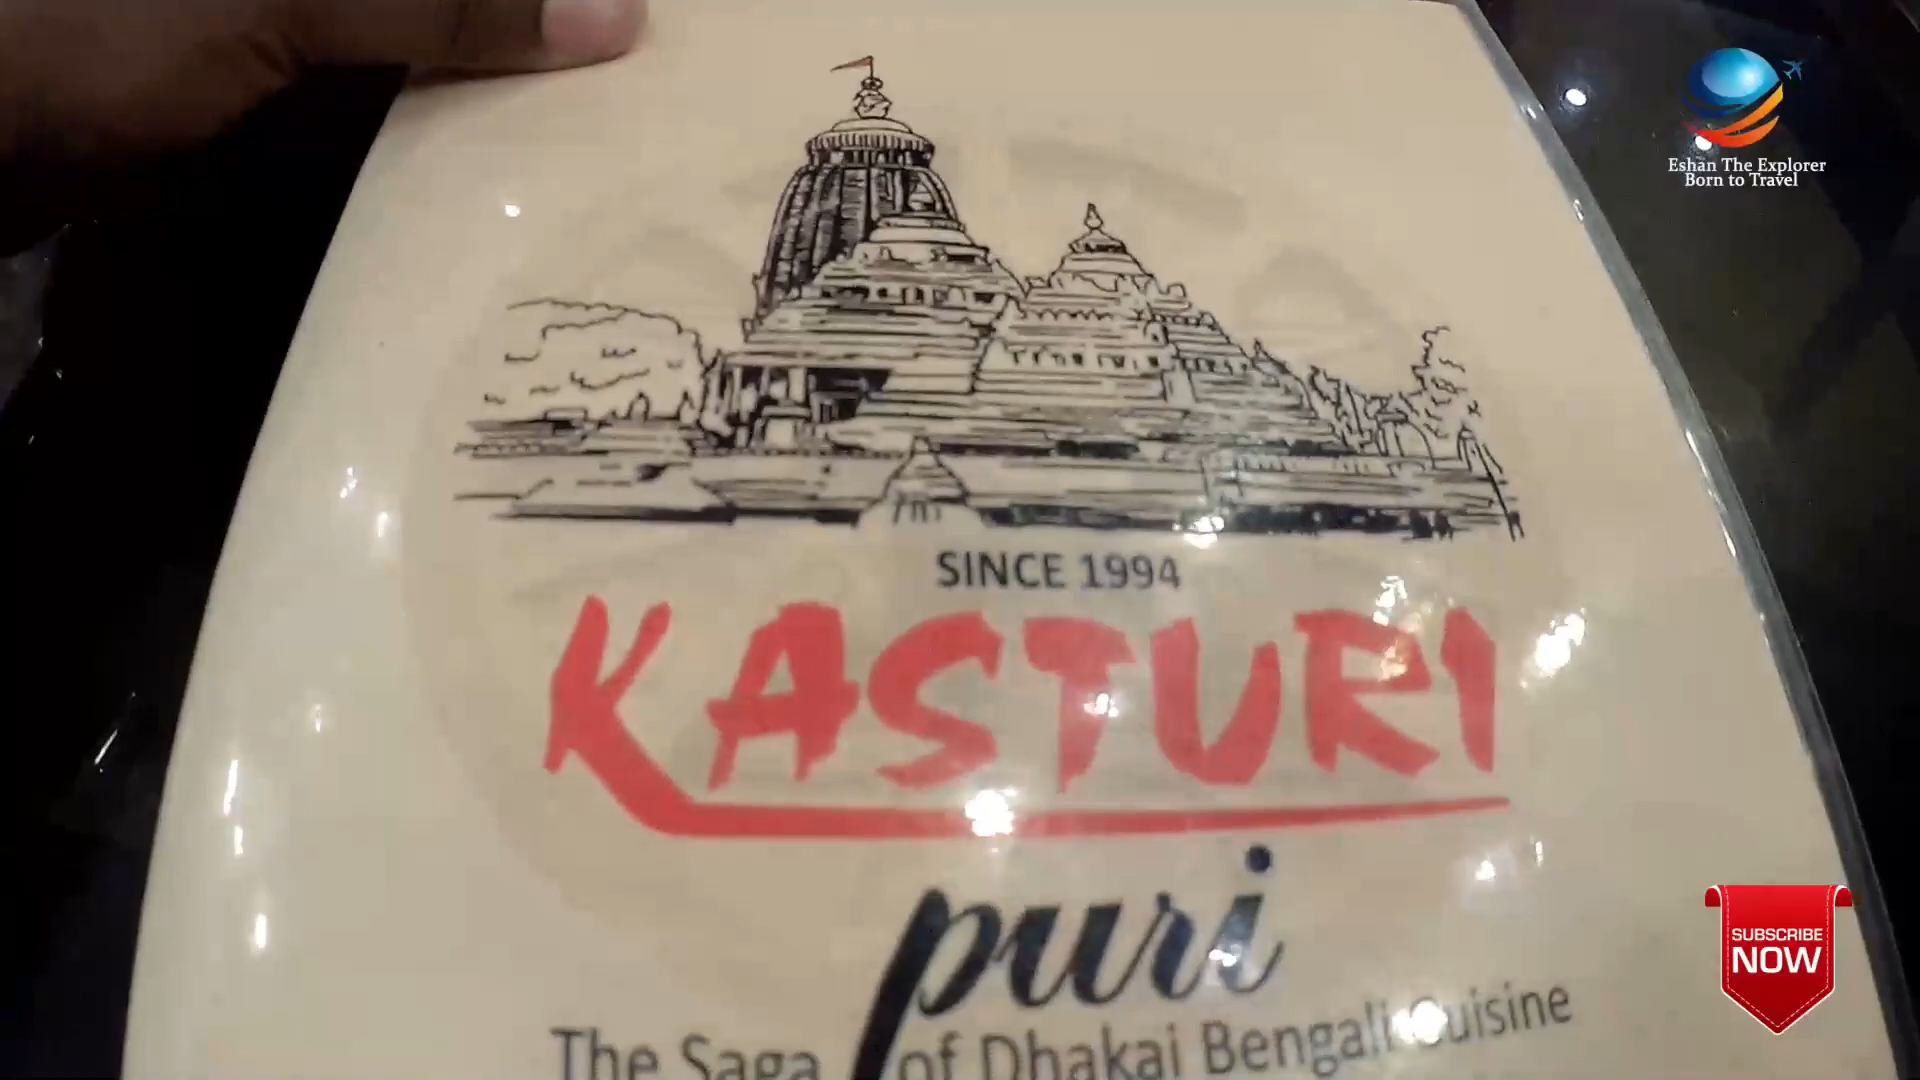 Eshan The Explorer
Born to Travel
SINCE 1994
KASTURI
puri
The Saga of Dhakai Bengali Cuisine
SUBSCRIBE
NOW